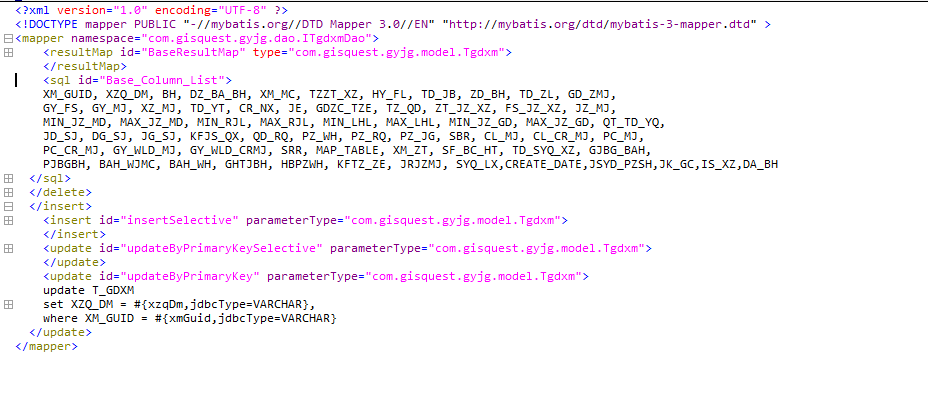 <?xml version="1.0" encoding="UTF-8" ?>
<!DOCTYPE mapper PUBLIC "-//mybatis.org//DTD Mapper 3.0//EN" "http://mybatis.org/dtd/mybatis-3-mapper.dtd" >
<mapper namespace="com.gisquest.gyjg.dao.ITgdxmDao">
<resultMap id="BaseResultMap" type="com.gisquest.gyjg.model.Tgdxm">
</resultMap>
<sql id="Base_Column_List">
XM_GUID, XZQ_DM, BH, DZ_BA_BH, XM_MC, TZZT_XZ, HY_FL, TD_JB, ZD_BH, TD_ZL, GD_ZMJ,
GY_FS, GY_MJ, XZ_MJ, TD_YT, CR_NX, JE, GDZC_TZE, TZ_QD, ZT_JZ_XZ, FS_JZ_XZ, JZ_MJ,
MIN_JZ_MD, MAX_JZ_MD, MIN_RJL, MAX_RJL, MIN_LHL, MAX_LHL, MIN_JZ_GD, MAX_JZ_GD, QT_TD_YQ,
JD_SJ, DG_SJ, JG_SJ, KFJS_QX, QD_RQ, PZ_WH, PZ_RQ, PZ_JG, SBR, CL_MJ, CL_CR_MJ, PC_MJ,
PC_CR_MJ, GY_WLD_MJ, GY_WLD_CRMJ, SRR, MAP_TABLE, XM_ZT, SF_BC_HT, TD_SYQ_XZ, GJBG_BAH,
PJBGBH, BAH_WJMC, BAH_WH, GHTJBH, HBPZWH, KFTZ_ZE, JRJZMJ, SYQ_LX,CREATE_DATE,JSYD_PZSH,JK_GC,IS_XZ,DA_BH
</sql>
</delete>
</insert>
<insert id="insertSelective" parameterType="com.gisquest.gyjg.model.Tgdxm">
</insert>
<update id="updateByPrimaryKeySelective" parameterType="com.gisquest.gyjg.model.Tgdxm">
</update>
<update id="updateByPrimaryKey" parameterType="com.gisquest.gyjg.model.Tgdxm">
update T_GDXM
set XZQ_DM = #{xzqDm,jdbcType=VARCHAR},
where XM_GUID = #{xmGuid,jdbcType=VARCHAR}
</update>
</mapper>